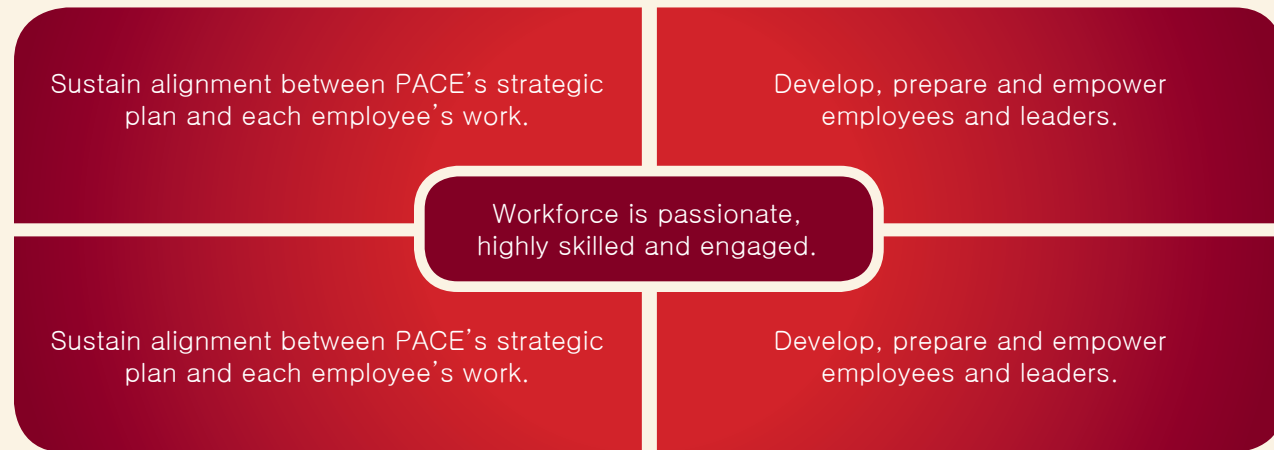 Sustain alignment between PACE’s strategic
plan and each employee’s work.
Develop, prepare and empower
employees and leaders.
Workforce is passionate,
highly skilled and engaged.
Sustain alignment between PACE’s strategic
plan and each employee’s work.
Develop, prepare and empower
employees and leaders.